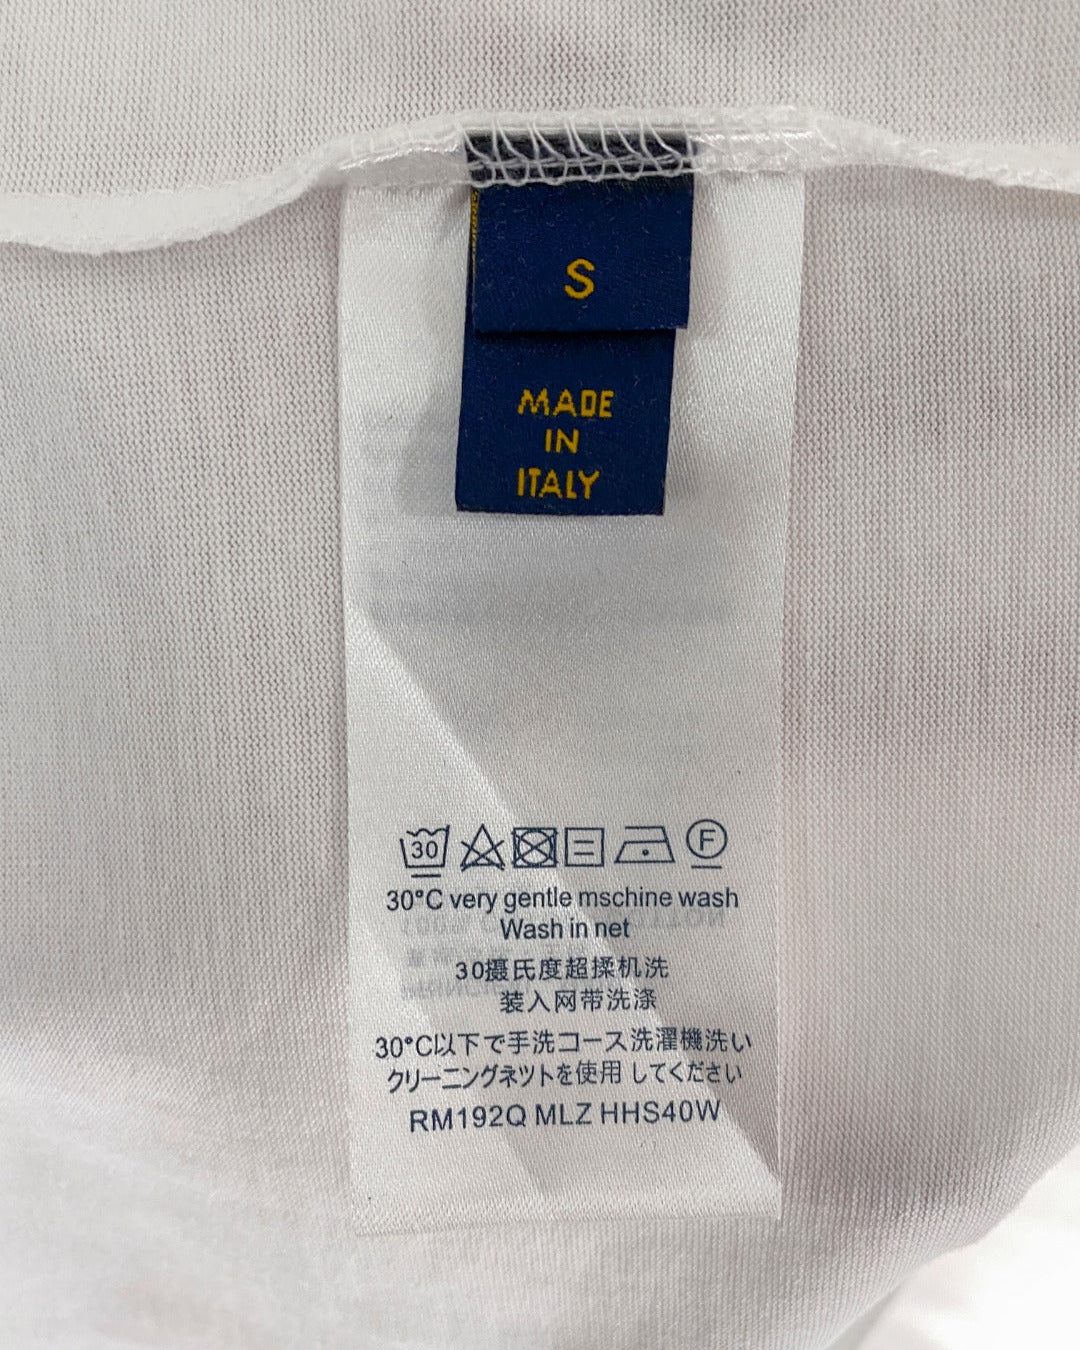 S
MADE
IN
ITALY
30
F
30°C very gentle mschine wash
Wash in net
30摄氏度超揉机洗
装入网带洗涤
30°C以下で手洗コース洗濯機洗い
クリーニングネツトを使用してください
RM192Q MLZ HHS40W